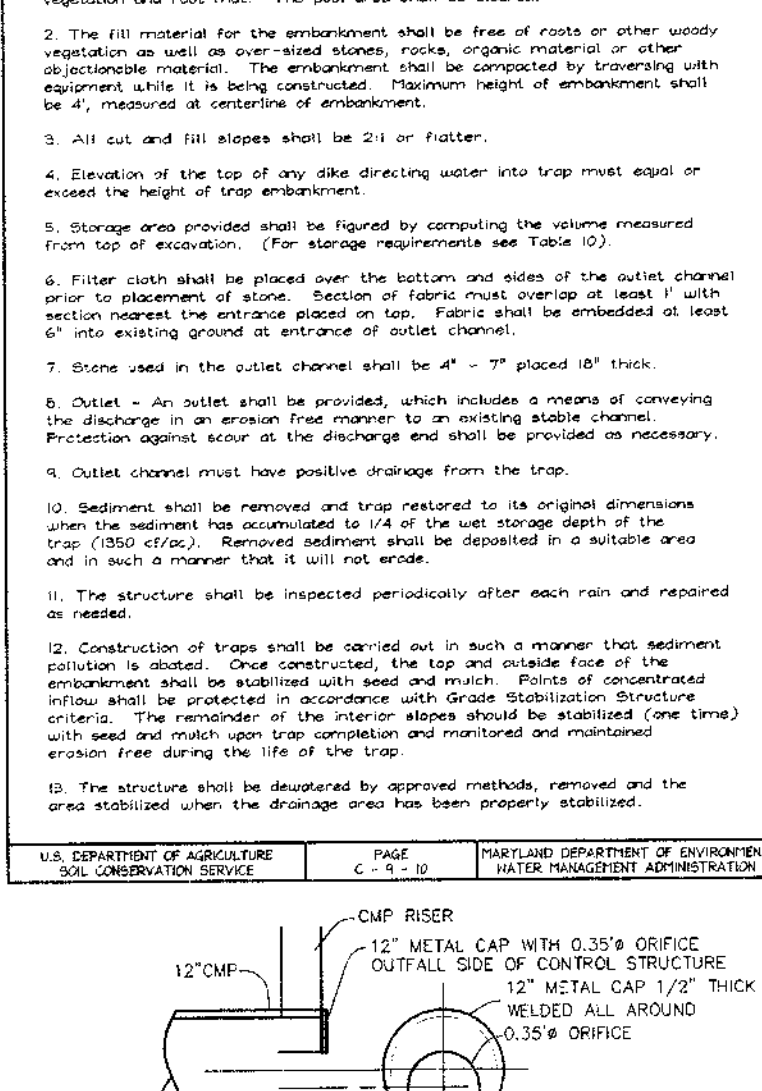 2. The fill material for the embankment shall be free of roots or other woody
vegetation as well as over-sized stones, rocks, organic material or other
objectionable material. The embankment shall be compacted by traversing with
equipment while it is being constructed. Maximum height of embankment shall
be 4', measured at centerline of embankment.
3. All cut and fill slopes shall be 2:1 or flatter.
4. Elevation of the top of any dike directing water into trap must equal or
exceed the height of trap embankment.
5. Storage area provided shall be figured by computing the volume measured
from top of excavation. (For storage requirements see Table 10).
6. Filter cloth shall be placed over the bottom and sides of the outlet channel
prior to placement of stone. Section of fabric must overlap at least 1' with
section nearest the entrance placed on top. Fabric shall be embedded at least
6" into existing ground at entrance of outlet channel.
7. Stone used in the outlet channel shall be 4" - 7" placed 18" thick.
8. Outlet - An outlet shall be provided, which includes a means of conveying
the discharge in an erosion free manner to an existing stable channel.
Protection against scour at the discharge end shall be provided as necessary.
9. Outlet channel must have positive drainage from the trap.
10. Sediment shall be removed and trap restored to its original dimensions
when the sediment has accumulated to 1/4 of the wet storage depth of the
trap (1350 cf/ac). Removed sediment shall be deposited in a suitable area
and in such a manner that it will not erode.
11. The structure shall be inspected periodically after each rain and repaired
as needed.
12. Construction of traps shall be carried out in such a manner that sediment
pollution is abated. Once constructed, the top and outside face of the
embankment shall be stabilized with seed and mulch. Points of concentrated
inflow shall be protected in accordance with Grade Stabilization Structure
criteria. The remainder of the interior slopes should be stabilized (one time)
with seed and mulch upon trap completion and monitored and maintained
erosion free during the life of the trap.
13. The structure shall be dewatered by approved methods, removed and the
area stabilized when the drainage area has been properly stabilized.
U.S. DEPARTMENT OF AGRICULTURE
SOIL CONSERVATION SERVICE
PAGE
C - 9 - 10
MARYLAND DEPARTMENT OF ENVIRONMEN
WATER MANAGEMENT ADMINISTRATION
CMP RISER
12" METAL CAP WITH 0.35'ø ORIFICE
OUTFALL SIDE OF CONTROL STRUCTURE
12"CMP
12" METAL CAP 1/2" THICK
WELDED ALL AROUND
0.35'ø ORIFICE